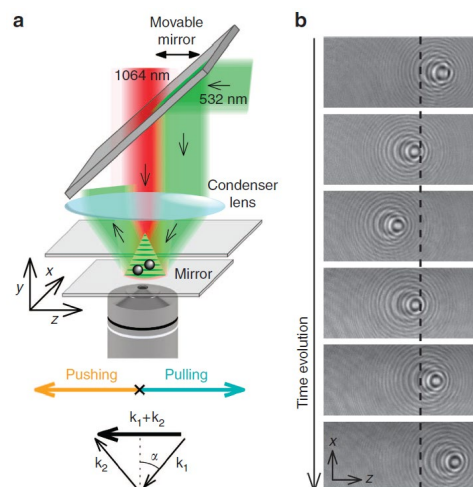 a
Movable
mirror
1064 nm
532 nm
Condenser
lens
y
x
z
Mirror
Pushing
Pulling
k1+k2
k2
α
k1
b
Time evolution
x
z